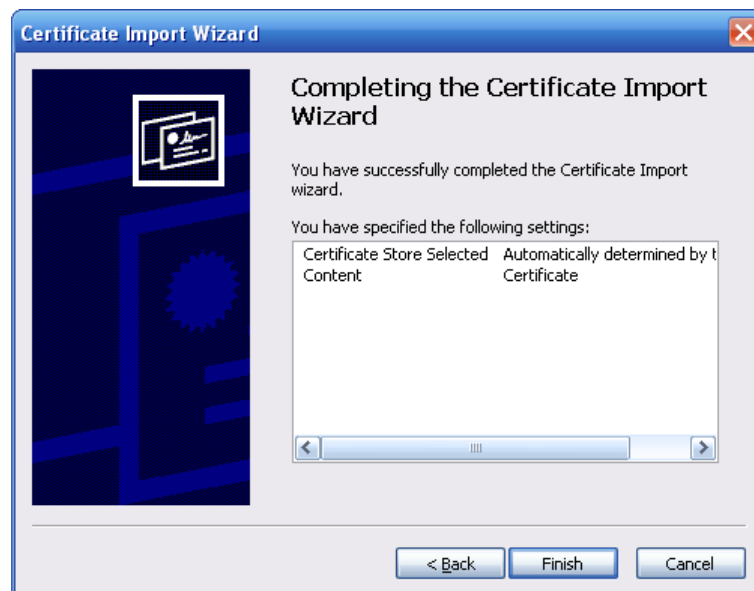 Certificate Import Wizard
Completing the Certificate Import
Wizard
You have successfully completed the Certificate Import
wizard.
You have specified the following settings:
Certificate Store Selected Automatically determined by t
Content Certificate
< Back Finish Cancel